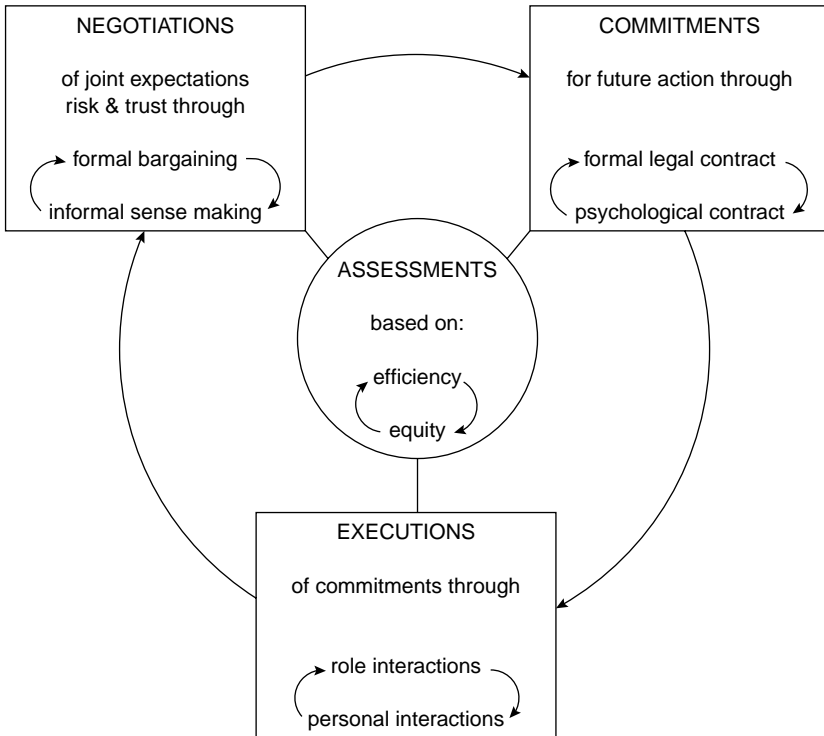 NEGOTIATIONS
of joint expectations
risk & trust through
formal bargaining
informal sense making
COMMITMENTS
for future action through
formal legal contract
psychological contract
ASSESSMENTS
based on:
efficiency
equity
EXECUTIONS
of commitments through
role interactions
personal interactions